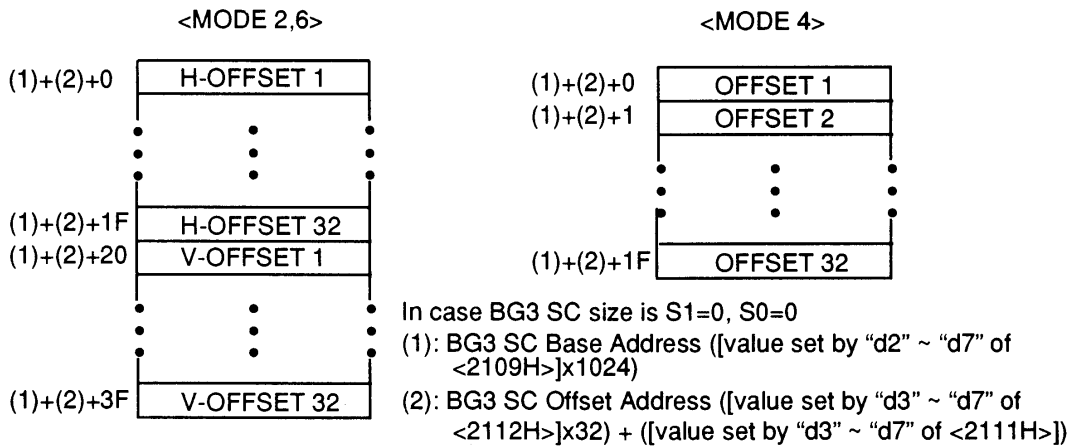 <MODE 2,6>
(1)+(2)+0 H-OFFSET 1
(1)+(2)+1F H-OFFSET 32
(1)+(2)+20 V-OFFSET 1
(1)+(2)+3F V-OFFSET 32
<MODE 4>
(1)+(2)+0 OFFSET 1
(1)+(2)+1 OFFSET 2
(1)+(2)+1F OFFSET 32
In case BG3 SC size is S1=0, S0=0
(1): BG3 SC Base Address ([value set by “d2” ~ “d7” of
<2109H>]x1024)
(2): BG3 SC Offset Address ([value set by “d3” ~ “d7” of
<2112H>]x32) + ([value set by “d3” ~ “d7” of <2111H>])